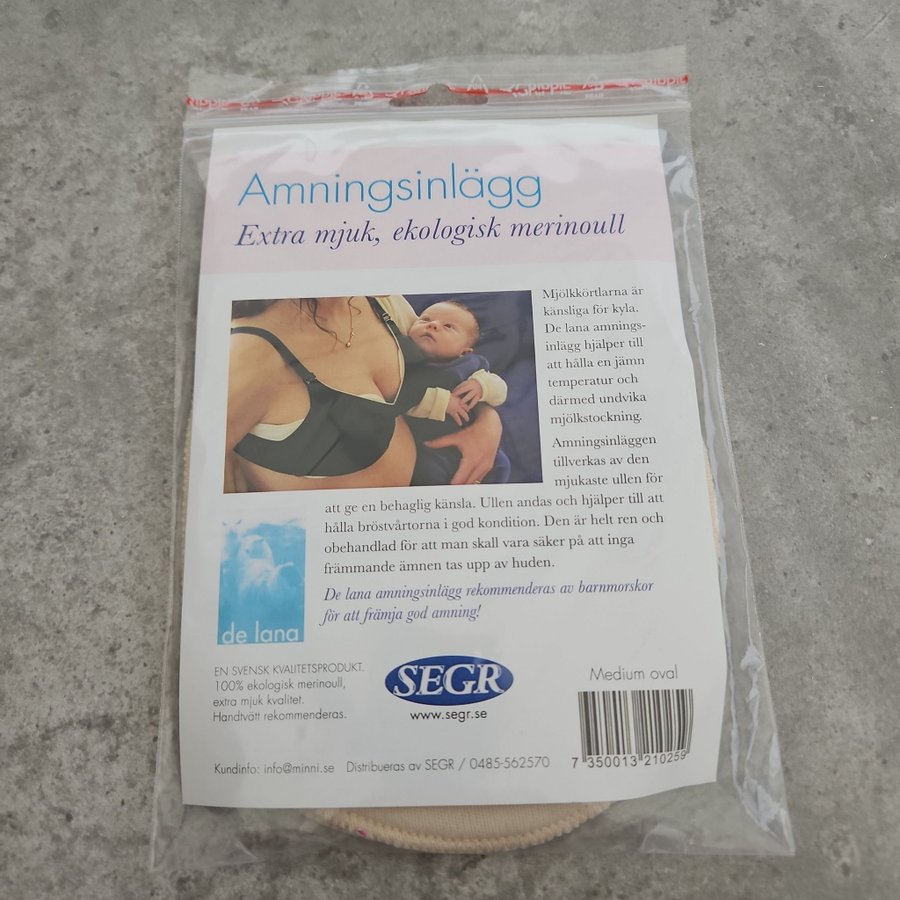 GRIPPIE
Amningsinlägg
Extra mjuk, ekologisk merinoull
Mjölkkörtlarna är
känsliga för kyla.
De lana amnings-
inlägg hjälper till
att hålla en jämn
temperatur och
därmed undvika
mjölkstockning.
Amningsinläggen
tillverkas av den
mjukaste ullen för
att ge en behaglig känsla. Ullen andas och hjälper till att
hålla bröstvårtorna i god kondition. Den är helt ren och
obehandlad för att man skall vara säker på att inga
främmande ämnen tas upp av huden.
De lana amningsinlägg rekommenderas av barnmorskor
för att främja god amning!
de lana
EN SVENSK KVALITETSPRODUKT.
100% ekologisk merinoull,
extra mjuk kvalitet.
Handtvätt rekommenderas.
SEGR
www.segr.se
Medium oval
7 350013 210259
Kundinfo: info@minni.se Distribueras av SEGR / 0485-562570